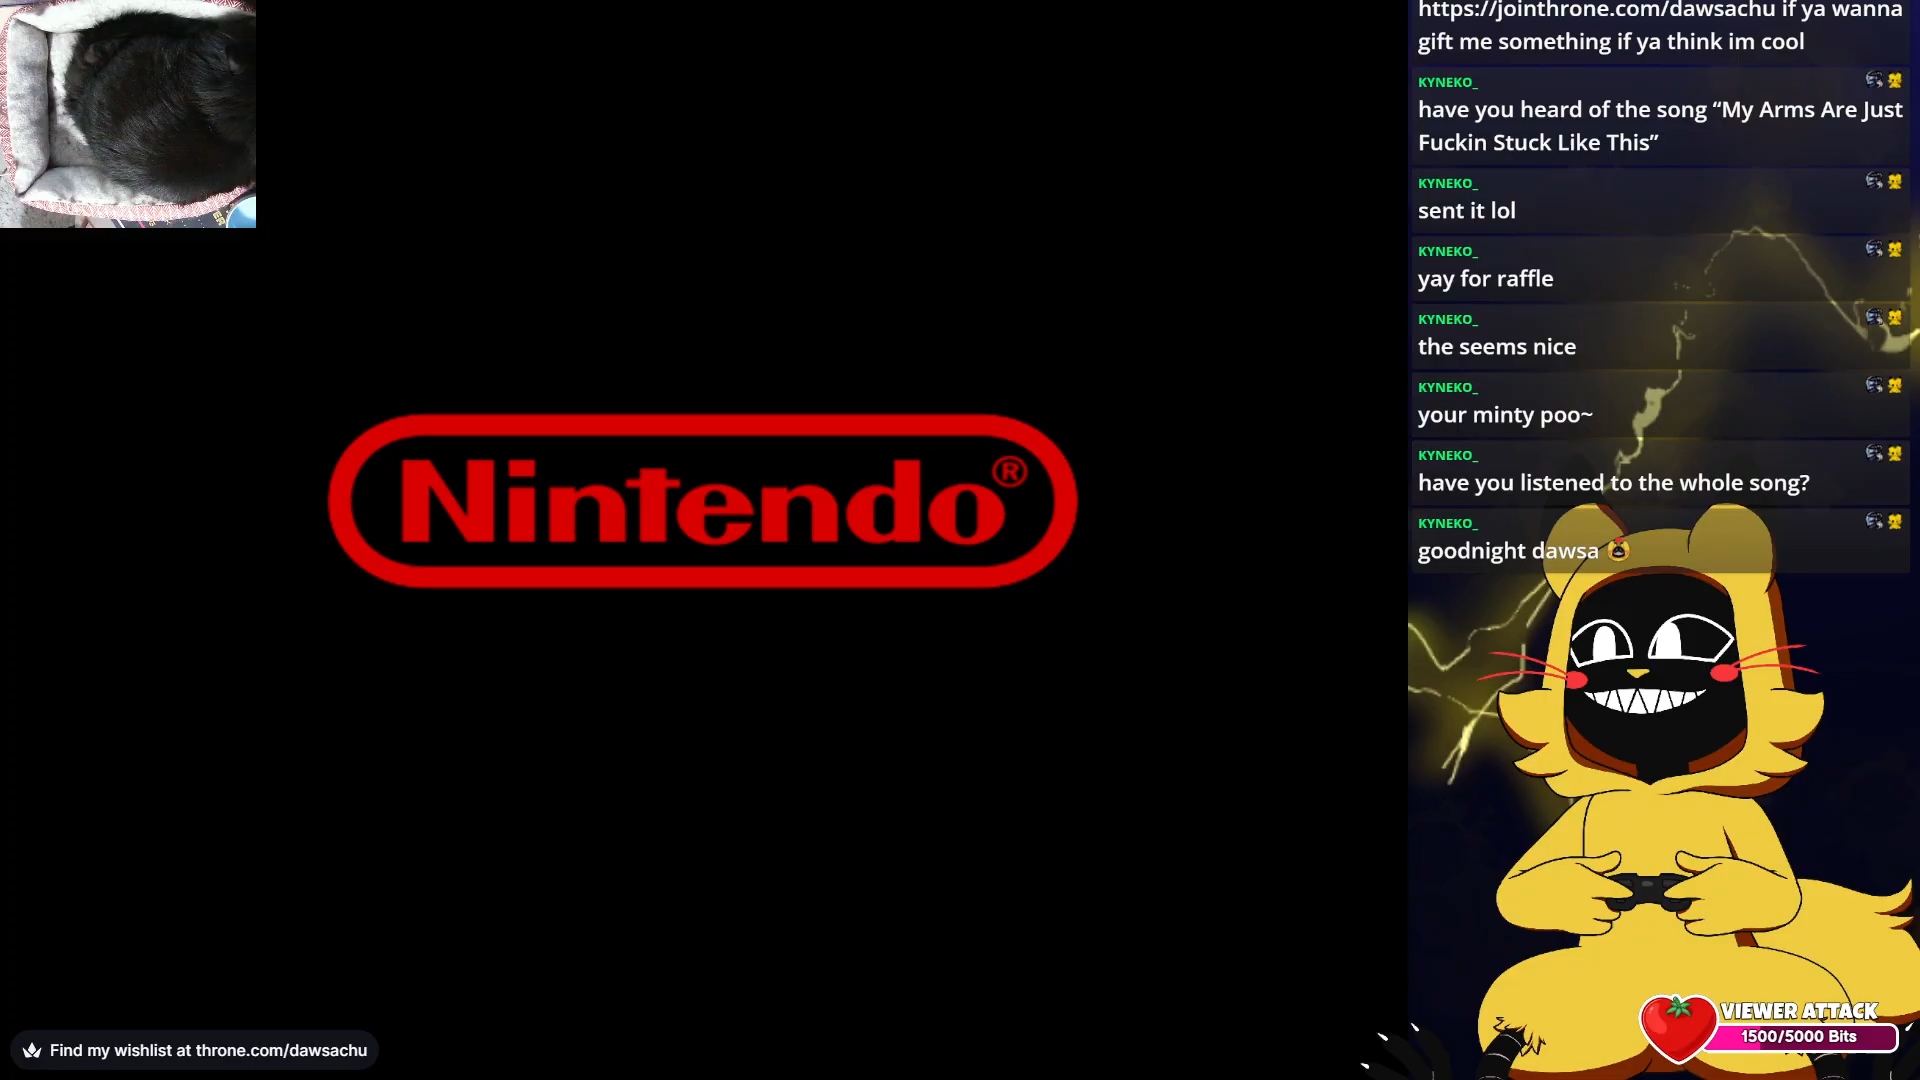 https://jointhrone.com/dawsachu if ya wanna
gift me something if ya think im cool
KYNEKO_
have you heard of the song “My Arms Are Just
Fuckin Stuck Like This”
KYNEKO_
sent it lol
KYNEKO_
yay for raffle
KYNEKO_
the seems nice
KYNEKO_
your minty poo~
KYNEKO_
have you listened to the whole song?
KYNEKO_
goodnight dawsa
Nintendo®
VIEWER ATTACK
1500/5000 Bits
Find my wishlist at throne.com/dawsachu